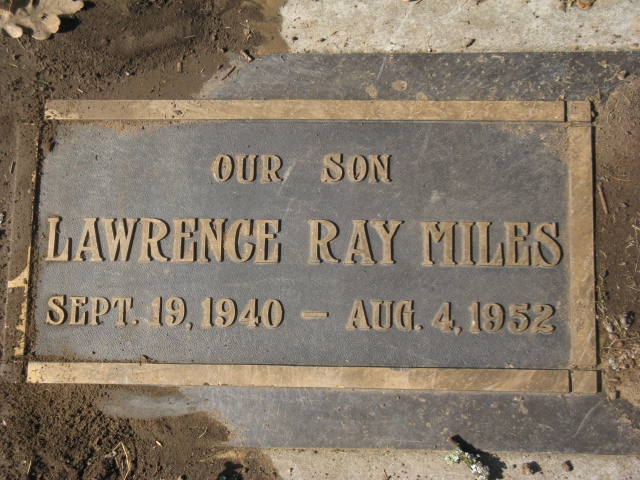 OUR SON
LAWRENCE RAY MILES
SEPT. 19, 1940 — AUG. 4, 1952